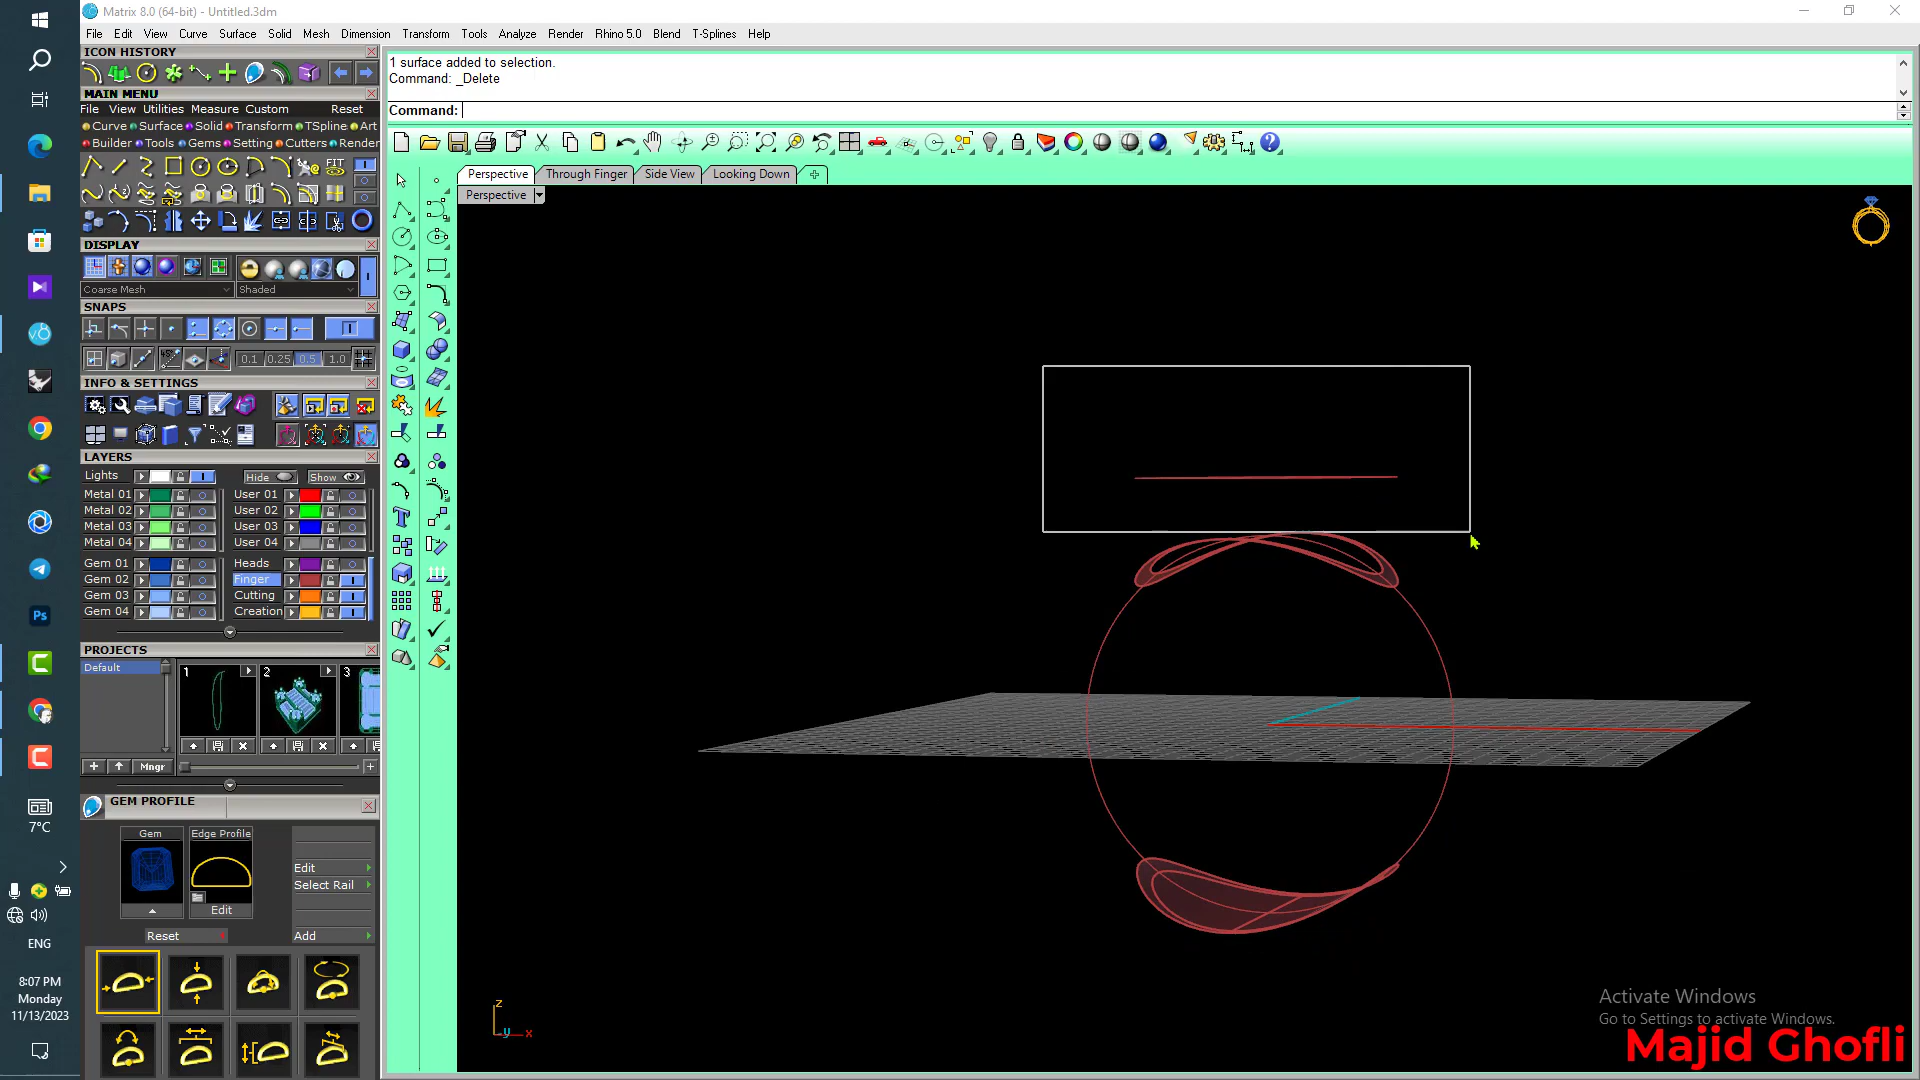 Matrix 8.0 (64-bit) - Untitled.3dm
File Edit View Curve Surface Solid Mesh Dimension Transform Tools Analyze Render Rhino 5.0 Blend T-Splines Help
ICON HISTORY
MAIN MENU
File View Utilities Measure Custom Reset
Curve Surface Solid Transform TSpline Art
Builder Tools Gems Setting Cutters Render
FIT
DISPLAY
Coarse Mesh Shaded
SNAPS
0.1 0.25 0.5 1.0
INFO & SETTINGS
LAYERS
Lights Hide Show
Metal 01 User 01
Metal 02 User 02
Metal 03 User 03
Metal 04 User 04
Gem 01 Heads
Gem 02 Finger
Gem 03 Cutting
Gem 04 Creation
PROJECTS
Default
1 2 3
Mngr
GEM PROFILE
Gem Edge Profile
Edit
Select Rail
Edit
Reset Add
1 surface added to selection.
Command: _Delete
Command:
Perspective Through Finger Side View Looking Down
Perspective
z
y x
Ps
7°C
ENG
8:07 PM
Monday
11/13/2023
Activate Windows
Go to Settings to activate Windows.
Majid Ghofli